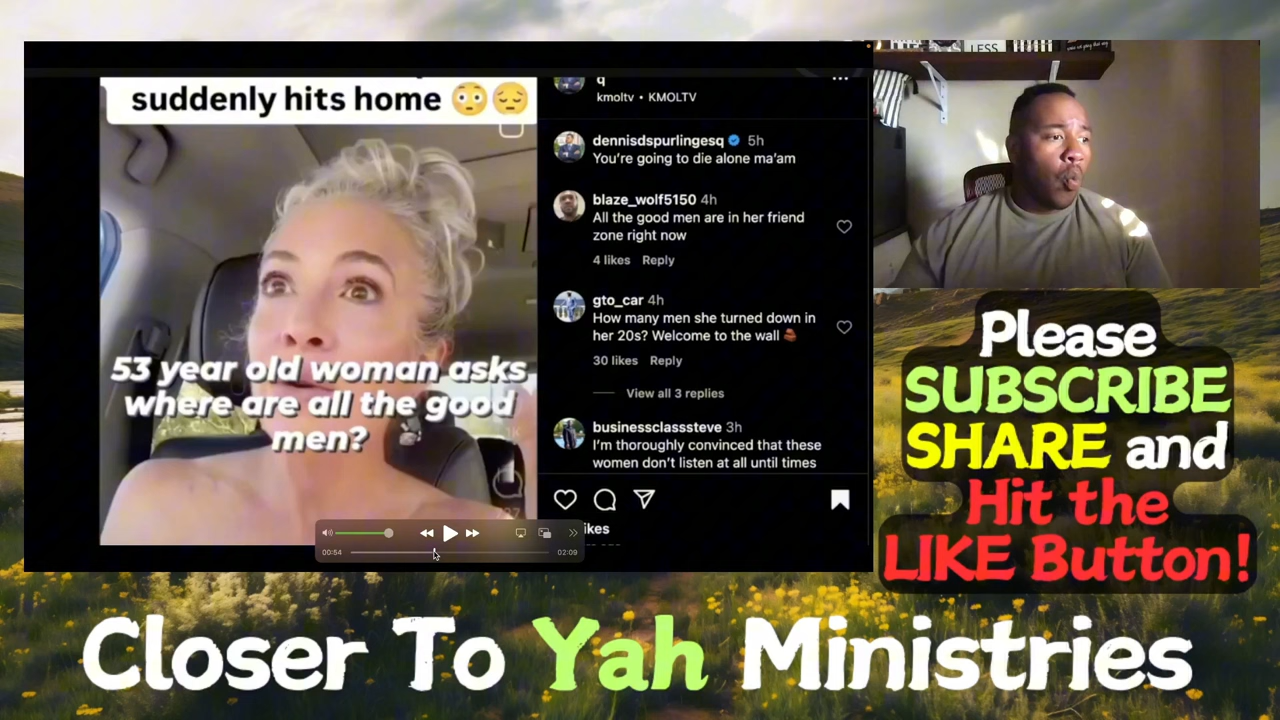 suddenly hits home 😳😔
53 year old woman asks
where are all the good
men?
q
kmoltv • KMOLTV
dennisdspurlingesq 5h
You're going to die alone ma'am
blaze_wolf5150 4h
All the good men are in her friend
zone right now
4 likes Reply
gto_car 4h
How many men she turned down in
her 20s? Welcome to the wall
30 likes Reply
View all 3 replies
businessclasssteve 3h
I'm thoroughly convinced that these
women don't listen at all until times
ikes
00:54
02:09
LESS
Please
SUBSCRIBE
SHARE and
Hit the
LIKE Button!
Closer To Yah Ministries